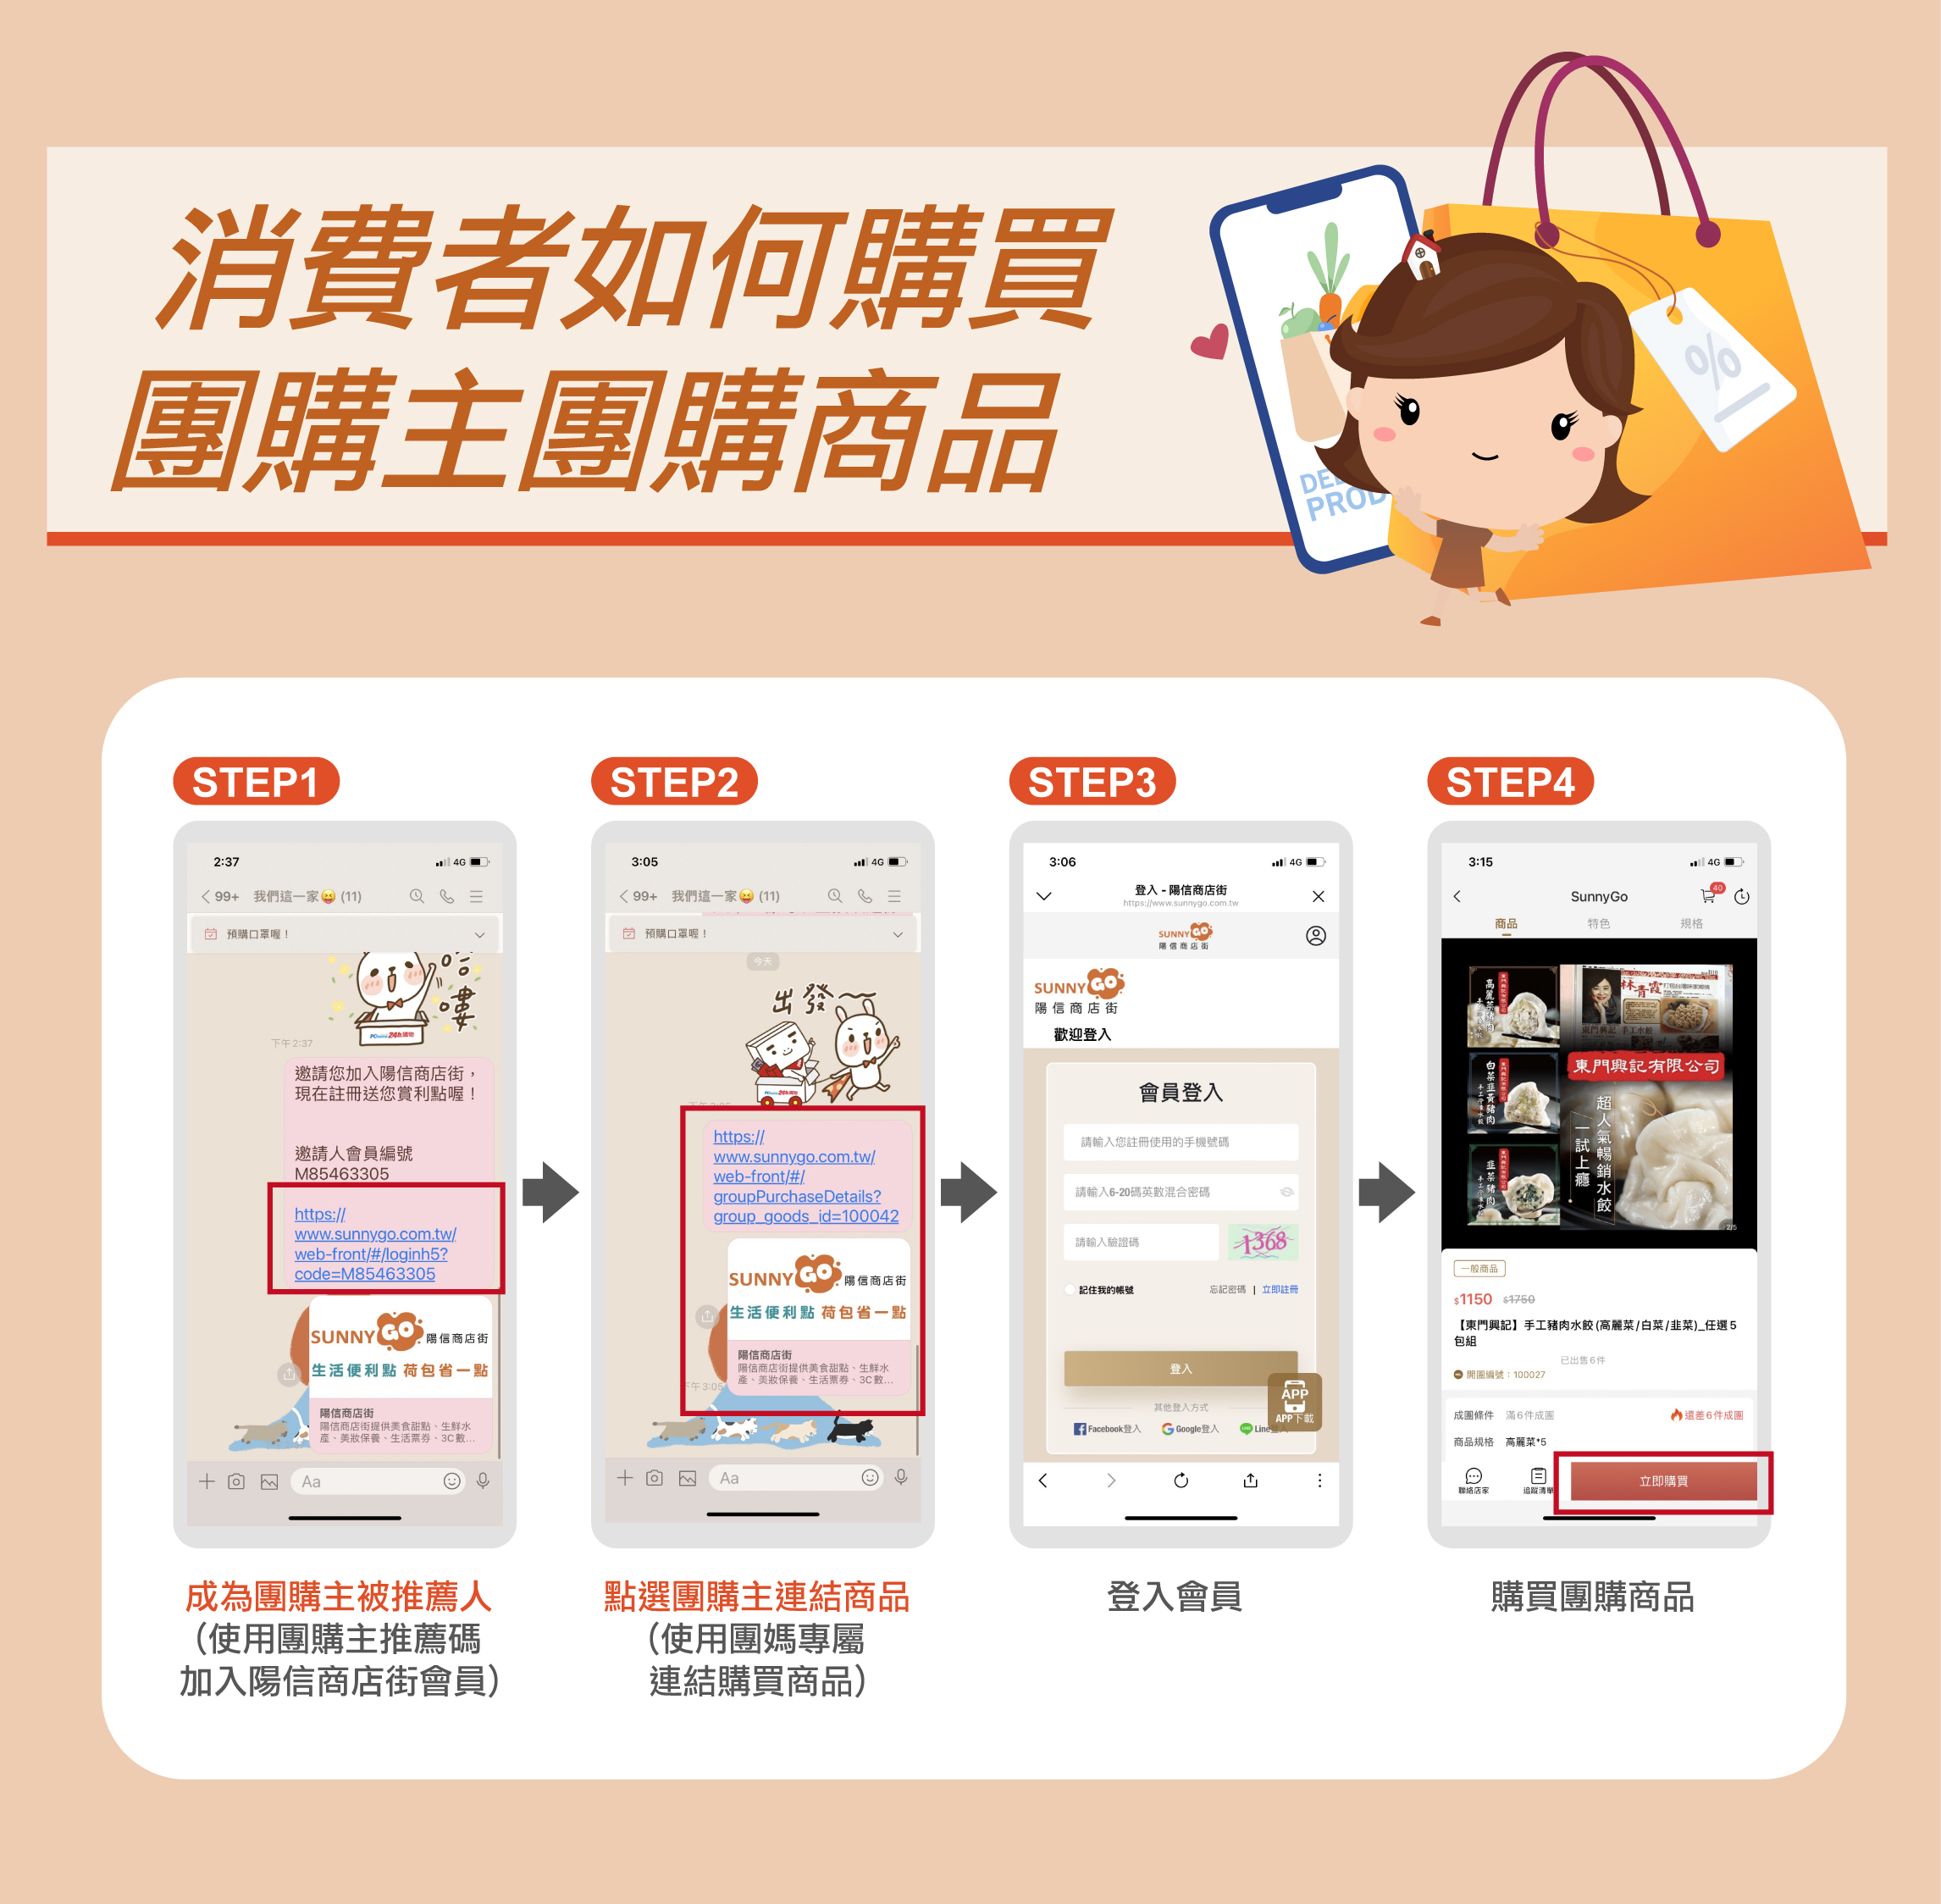 消費者如何購買
團購主團購商品
DEL
PROD
%
STEP1
2:37
4G
99+ 我們這一家😝 (11)
預購口罩喔！
下午 2:37
邀請您加入陽信商店街，
現在註冊送您賞利點喔！
邀請人會員編號
M85463305
https://
www.sunnygo.com.tw/
web-front/#/loginh5?
code=M85463305
SUNNY GO 陽信商店街
生活便利點 荷包省一點
陽信商店街
陽信商店街提供美食甜點、生鮮水
產、美妝保養、生活票券、3C 數...
Aa
成為團購主被推薦人
（使用團購主推薦碼
加入陽信商店街會員）
STEP2
3:05
4G
99+ 我們這一家😝 (11)
預購口罩喔！
今天
出發～
https://
www.sunnygo.com.tw/
web-front/#/
groupPurchaseDetails?
group_goods_id=100042
SUNNY GO 陽信商店街
生活便利點 荷包省一點
陽信商店街
陽信商店街提供美食甜點、生鮮水
產、美妝保養、生活票券、3C 數...
下午 3:05
Aa
點選團購主連結商品
（使用團媽專屬
連結購買商品）
STEP3
3:06
4G
登入 - 陽信商店街
https://www.sunnygo.com.tw
SUNNY GO
陽信商店街
SUNNY GO
陽信商店街
歡迎登入
會員登入
請輸入您註冊使用的手機號碼
請輸入6-20碼英數混合密碼
請輸入驗證碼
1368
記住我的帳號
忘記密碼 | 立即註冊
登入
其他登入方式
Facebook登入
Google登入
Line登入
APP
APP下載
登入會員
STEP4
3:15
4G
SunnyGo
40
商品 特色 規格
高麗菜豬肉
白菜韭黃豬肉
韭菜豬肉
林青霞
東門興記 手工水餃
東門興記有限公司
超人氣暢銷水餃
一試上癮
2/5
一般商品
$1150 $1750
【東門興記】手工豬肉水餃(高麗菜/白菜/韭菜)_任選5
包組
已出售6件
開團編號：100027
成團條件 滿6件成團
還差6件成團
商品規格 高麗菜*5
聯絡店家
追蹤清單
立即購買
購買團購商品